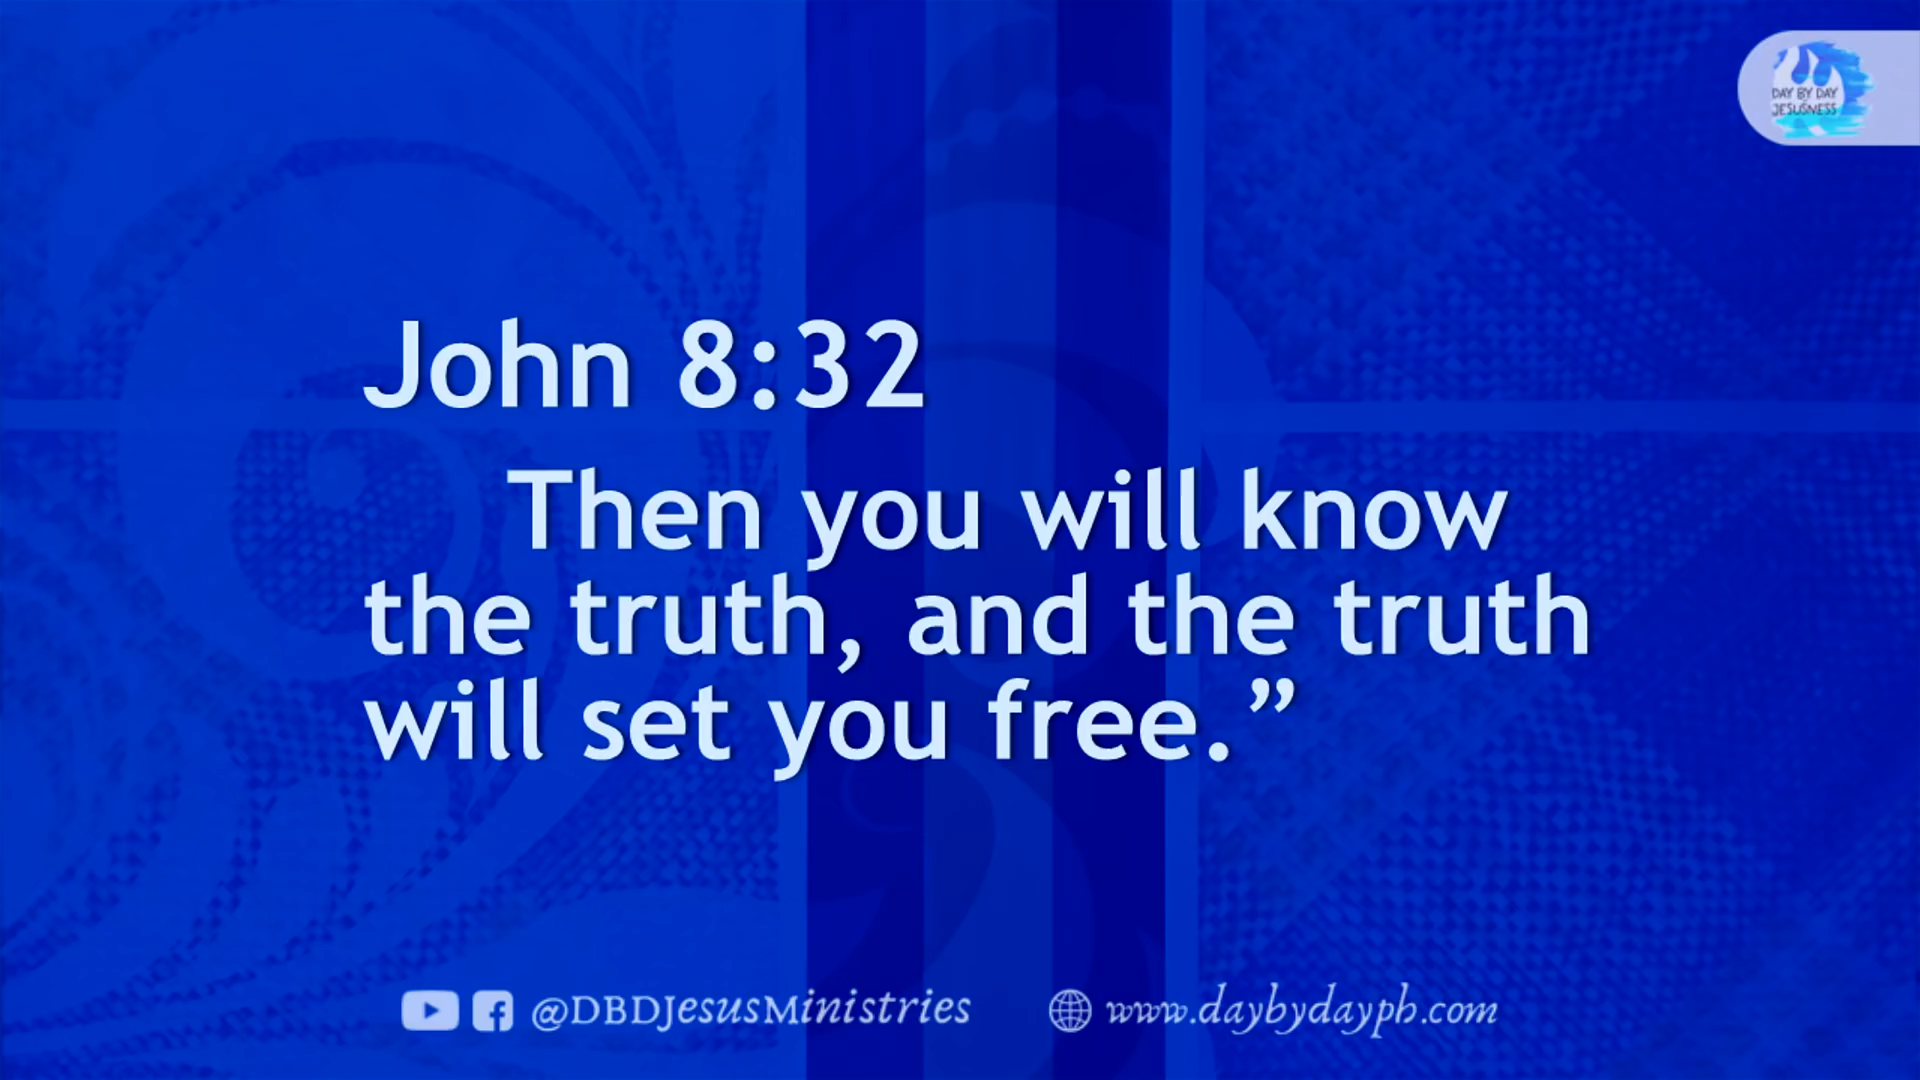 DAY BY DAY
JESUSNESS
John 8:32
Then you will know
the truth, and the truth
will set you free.”
@DBDJesusMinistries
www.daybydayph.com